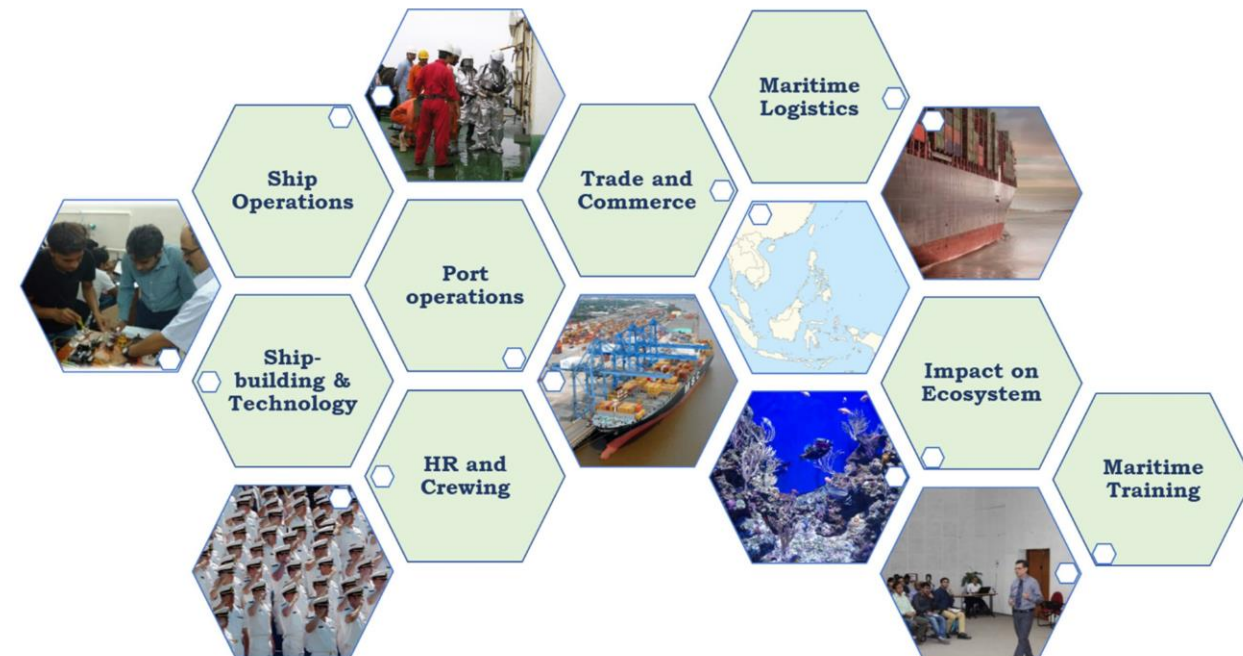 Maritime
Logistics
Ship
Operations
Trade and
Commerce
Port
operations
Ship-
building &
Technology
Impact on
Ecosystem
HR and
Crewing
Maritime
Training